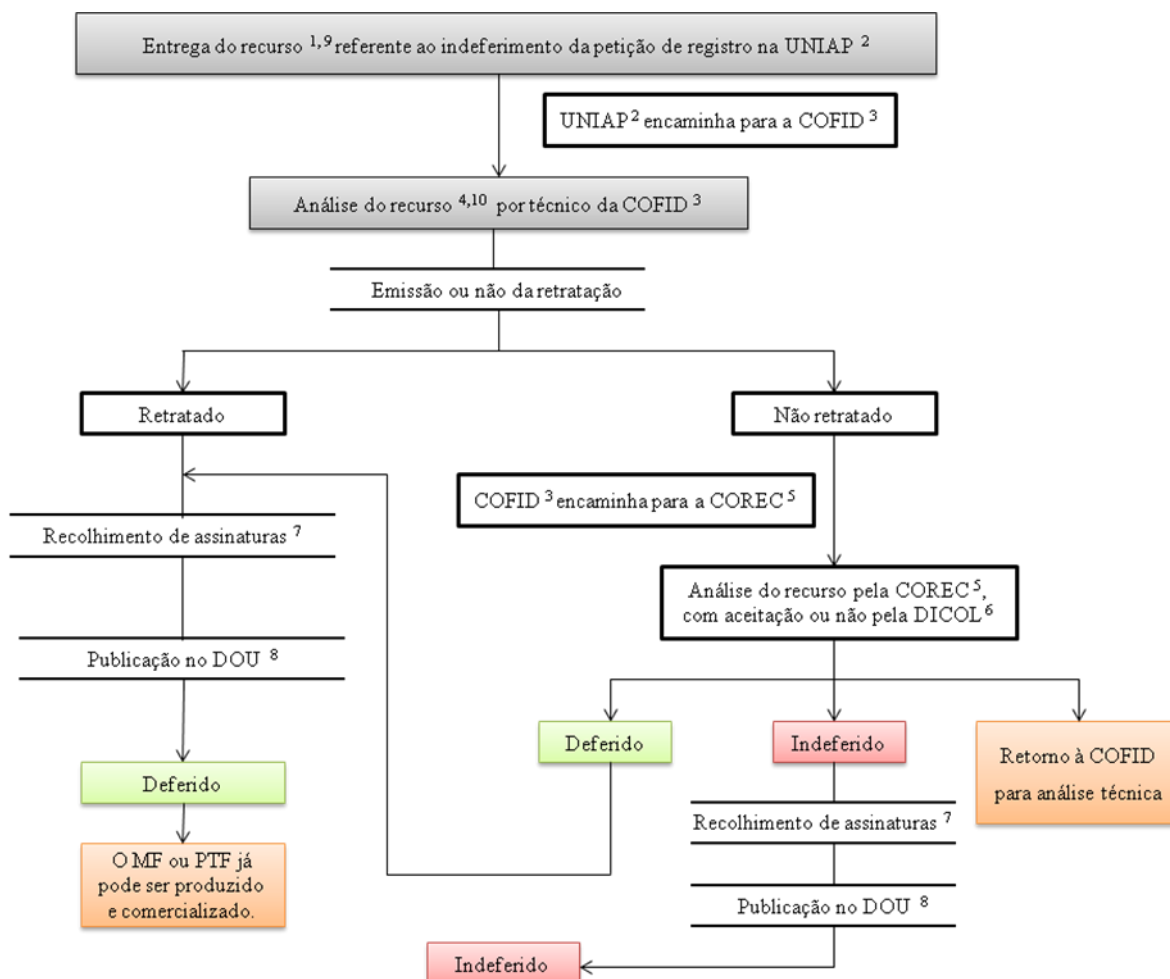 Entrega do recurso 1,9 referente ao indeferimento da petição de registro na UNIAP 2
UNIAP 2 encaminha para a COFID 3
Análise do recurso 4,10 por técnico da COFID 3
Emissão ou não da retratação
Retratado
Não retratado
COFID 3 encaminha para a COREC 5
Recolhimento de assinaturas 7
Análise do recurso pela COREC 5,
com aceitação ou não pela DICOL 6
Publicação no DOU 8
Deferido
Indeferido
Retorno à COFID
para análise técnica
Deferido
Recolhimento de assinaturas 7
O MF ou PTF já
pode ser produzido
e comercializado.
Publicação no DOU 8
Indeferido